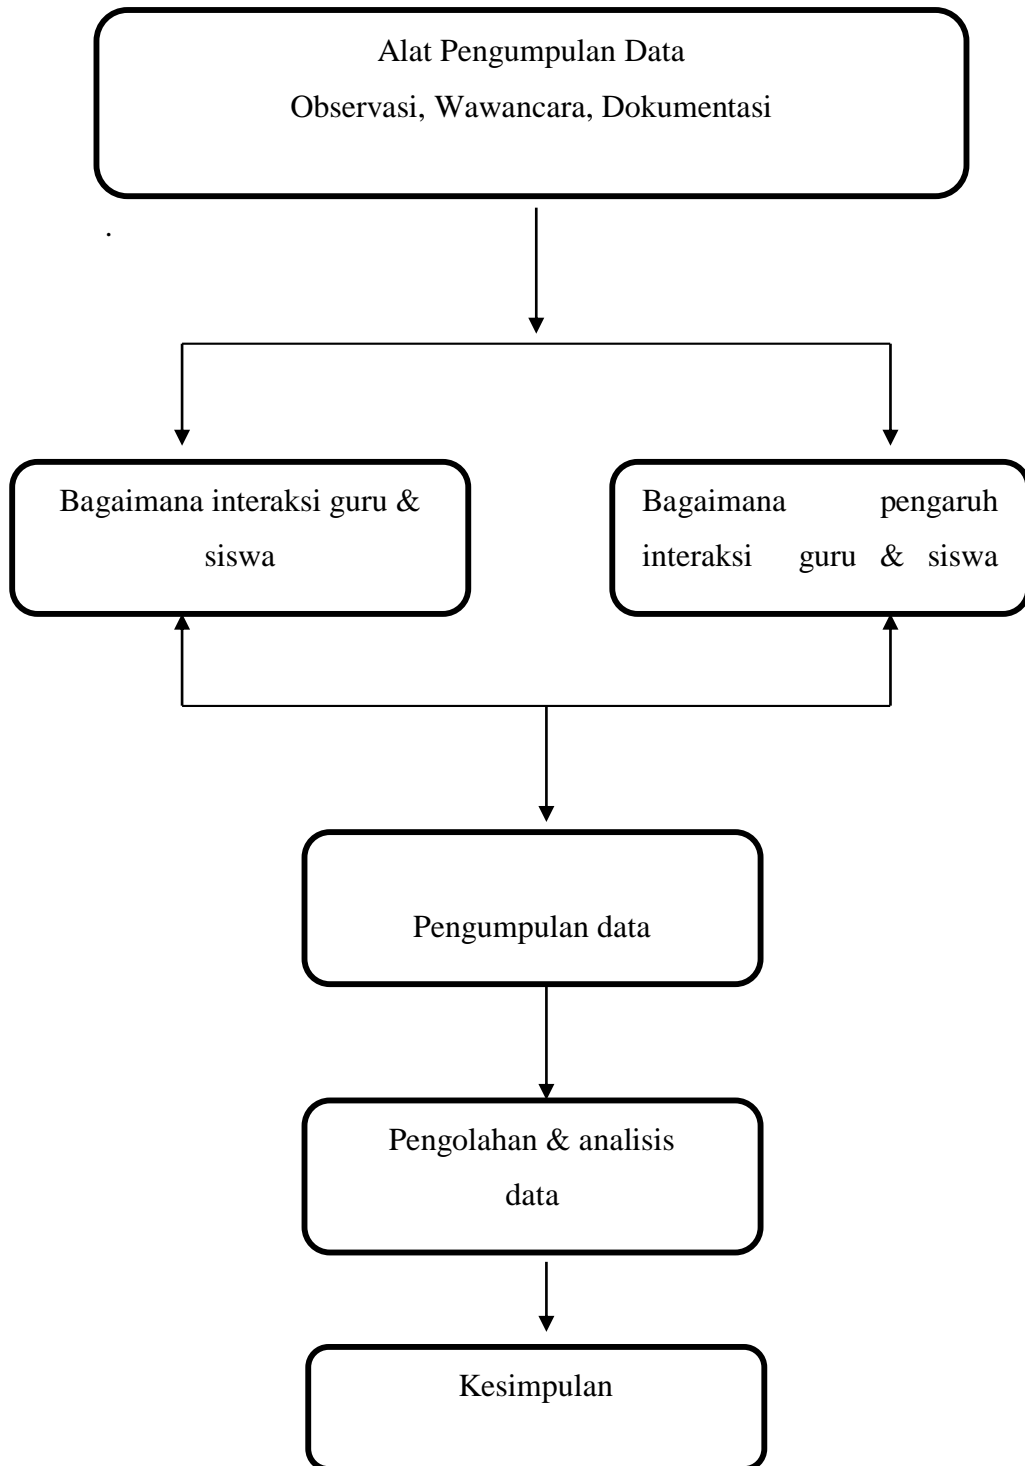 Alat Pengumpulan Data
Observasi, Wawancara, Dokumentasi
.
Bagaimana interaksi guru &
siswa
Bagaimana pengaruh
interaksi guru & siswa
Pengumpulan data
Pengolahan & analisis
data
Kesimpulan